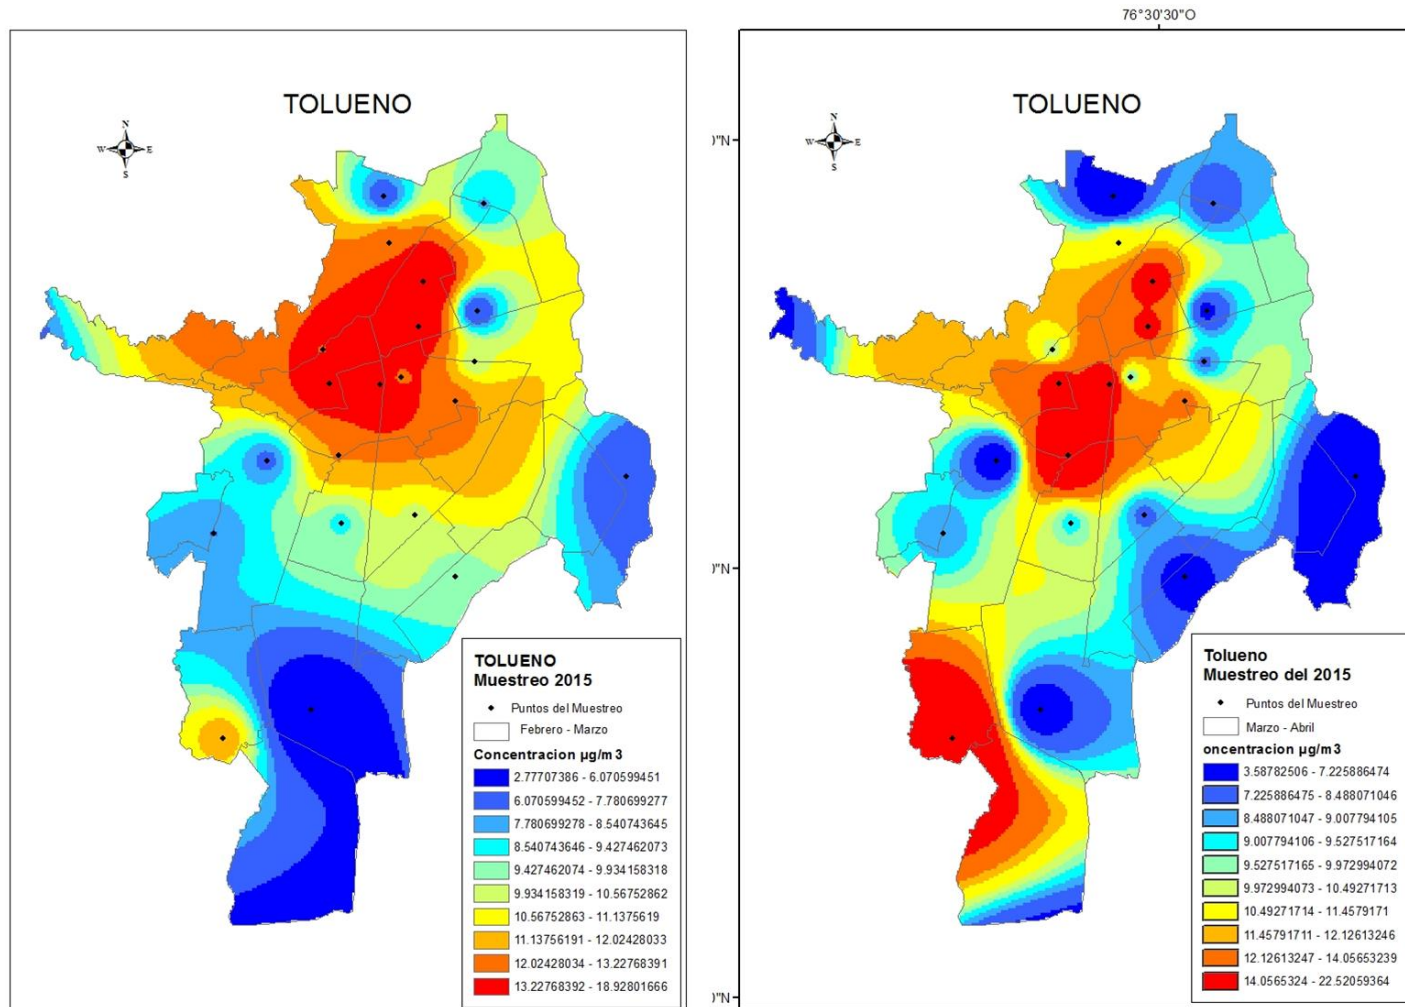 76°30'30"O
TOLUENO
N
W E
S
TOLUENO
Muestreo 2015
Puntos del Muestreo
Febrero - Marzo
Concentracion µg/m3
2.77707386 - 6.070599451
6.070599452 - 7.780699277
7.780699278 - 8.540743645
8.540743646 - 9.427462073
9.427462074 - 9.934158318
9.934158319 - 10.56752862
10.56752863 - 11.1375619
11.13756191 - 12.02428033
12.02428034 - 13.22768391
13.22768392 - 18.92801666
TOLUENO
N
W E
S
)"N
)"N
)"N
Tolueno
Muestreo del 2015
Puntos del Muestreo
Marzo - Abril
oncentracion µg/m3
3.58782506 - 7.225886474
7.225886475 - 8.488071046
8.488071047 - 9.007794105
9.007794106 - 9.527517164
9.527517165 - 9.972994072
9.972994073 - 10.49271713
10.49271714 - 11.4579171
11.45791711 - 12.12613246
12.12613247 - 14.05653239
14.0565324 - 22.52059364